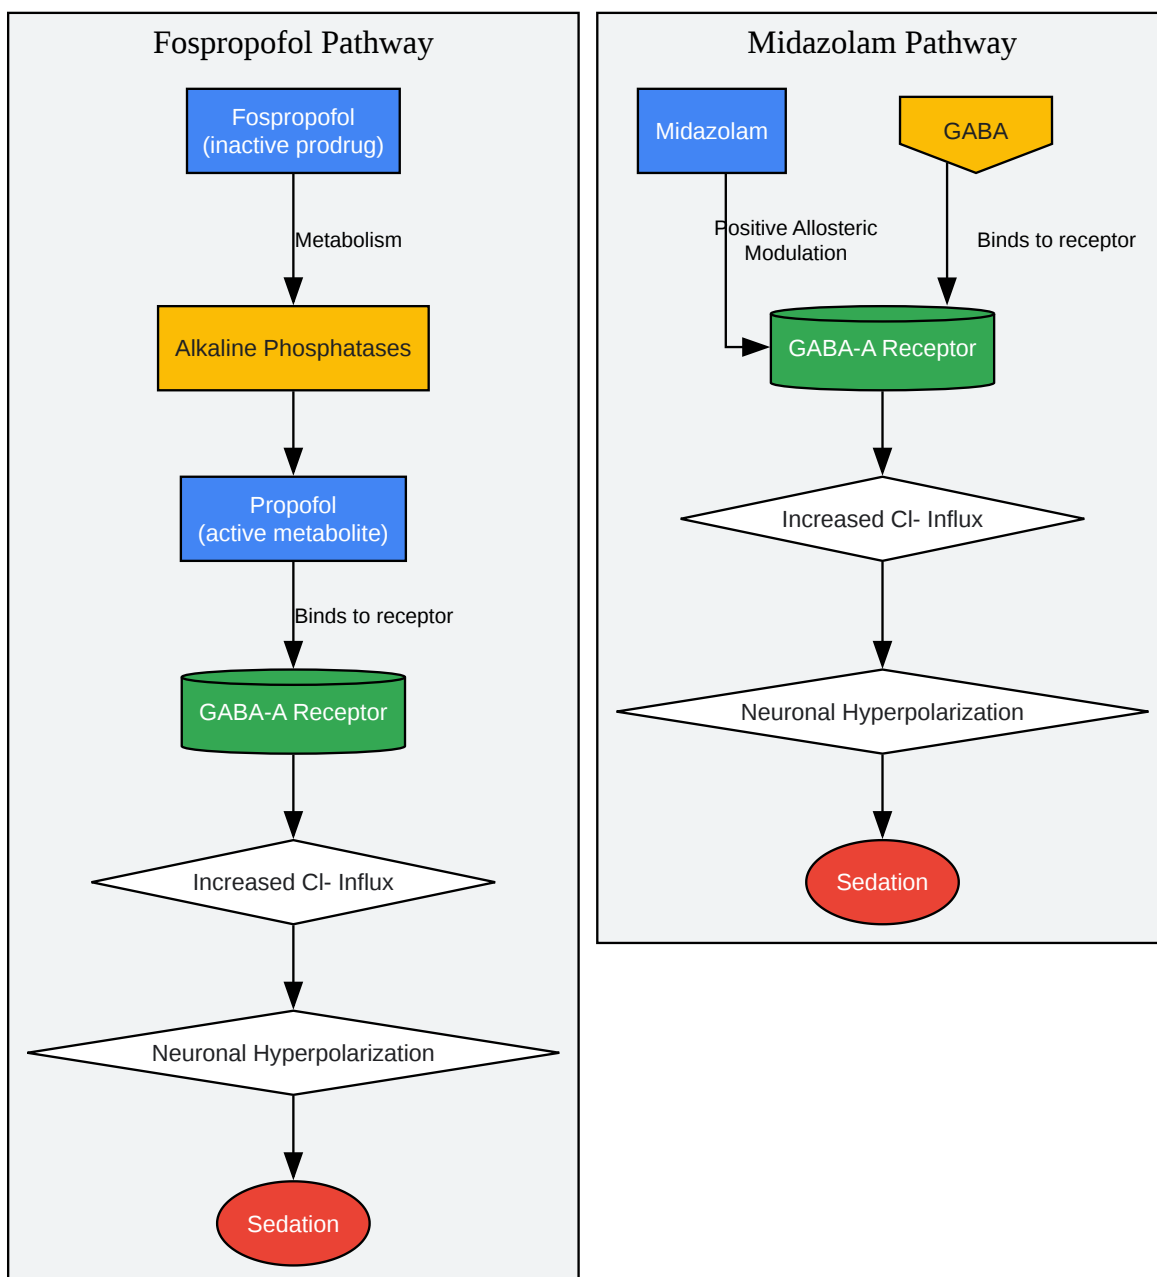 Fospropofol Pathway
Fospropofol
(inactive prodrug)
Metabolism
Alkaline Phosphatases
Propofol
(active metabolite)
Binds to receptor
GABA-A Receptor
Increased Cl- Influx
Neuronal Hyperpolarization
Sedation
Midazolam Pathway
Midazolam
GABA
Positive Allosteric
Modulation
Binds to receptor
GABA-A Receptor
Increased Cl- Influx
Neuronal Hyperpolarization
Sedation